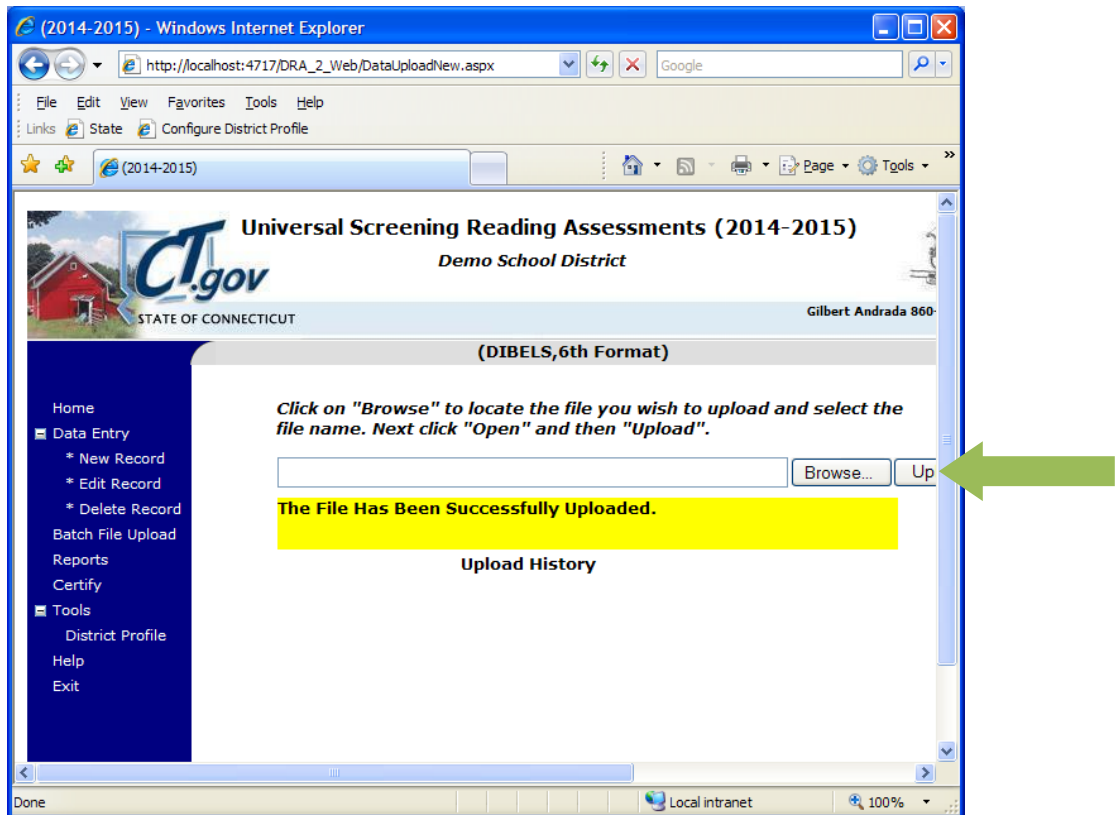 (2014-2015) - Windows Internet Explorer
http://localhost:4717/DRA_2_Web/DataUploadNew.aspx
Google
File Edit View Favorites Tools Help
Links State Configure District Profile
(2014-2015)
Page Tools »
Universal Screening Reading Assessments (2014-2015)
Demo School District
CT.gov
STATE OF CONNECTICUT
Gilbert Andrada 860-
(DIBELS,6th Format)
Home
Data Entry
* New Record
* Edit Record
* Delete Record
Batch File Upload
Reports
Certify
Tools
District Profile
Help
Exit
Click on "Browse" to locate the file you wish to upload and select the
file name. Next click "Open" and then "Upload".
Browse... Up
The File Has Been Successfully Uploaded.
Upload History
Done
Local intranet
100%